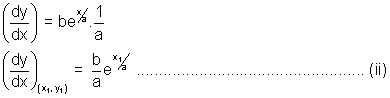 (dy/dx) = be^{x/a}.1/a
(dy/dx)_{(x₁, y₁)} = b/a e^{x₁/a} ................................................ (ii)